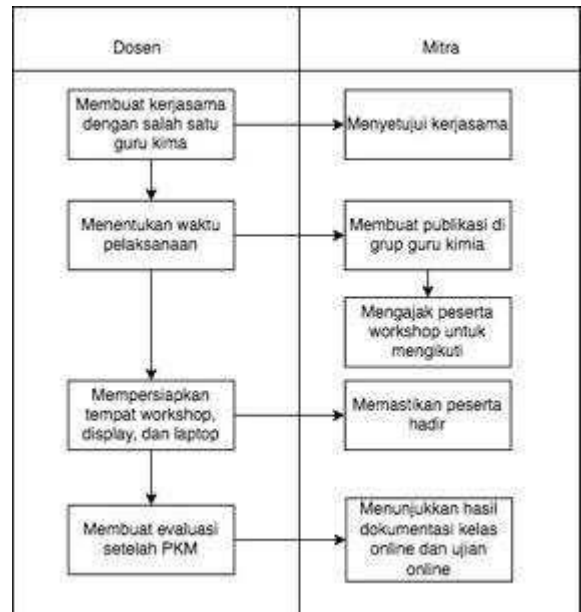 Dosen
Mitra
Membuat kerjasama
dengan salah satu
guru kima
Menyetujui kerjasama
Menentukan waktu
pelaksanaan
Membuat publikasi di
grup guru kimia
Mengajak peserta
workshop untuk
mengikuti
Mempersiapkan
tempat workshop,
display, dan laptop
Memastikan peserta
hadir
Membuat evaluasi
setelah PKM
Menunjukkan hasil
dokumentasi kelas
online dan ujian
online